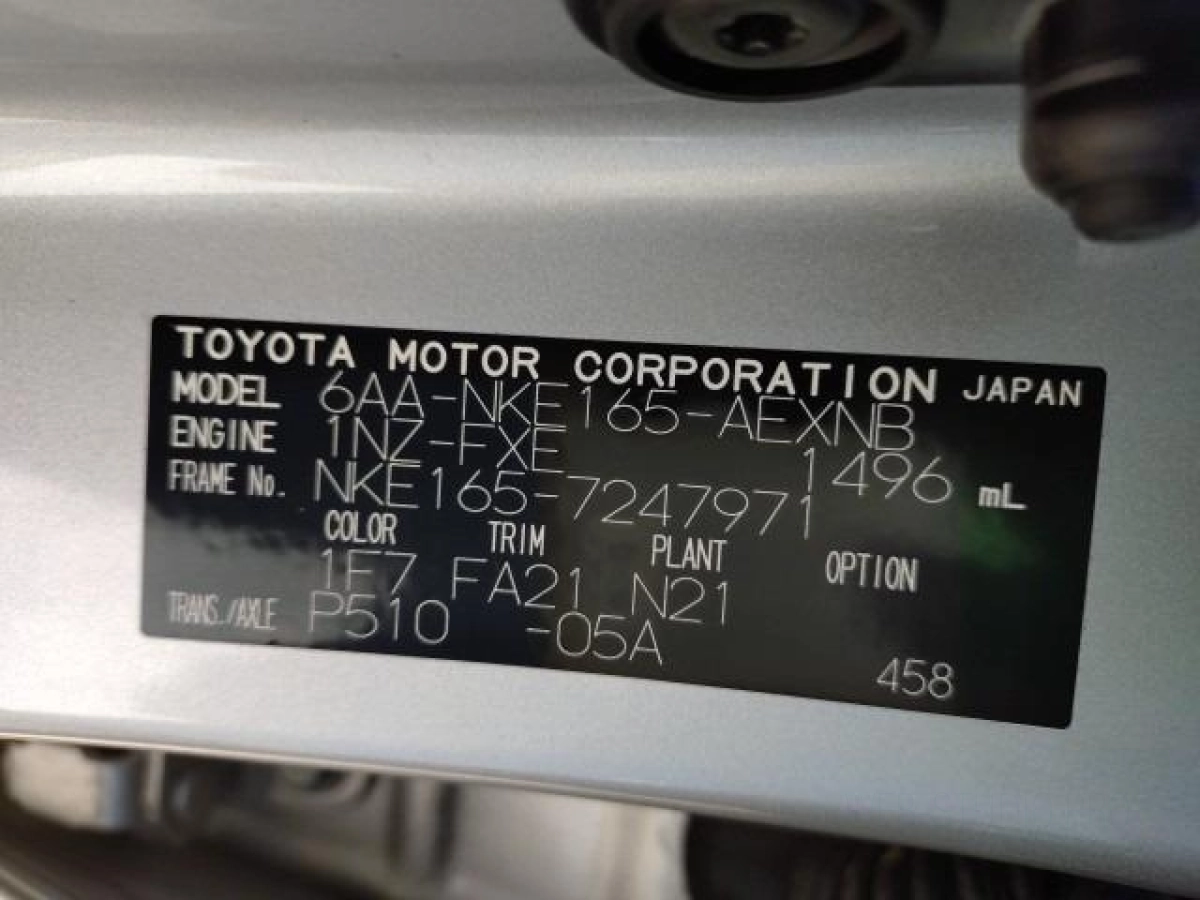 TOYOTA MOTOR CORPORATION JAPAN
MODEL 6AA-NKE165-AEXNB
ENGINE 1NZ-FXE 1496 mL
FRAME No. NKE165-7247971
COLOR TRIM PLANT OPTION
1F7 FA21 N21
TRANS./AXLE P510 -05A
458